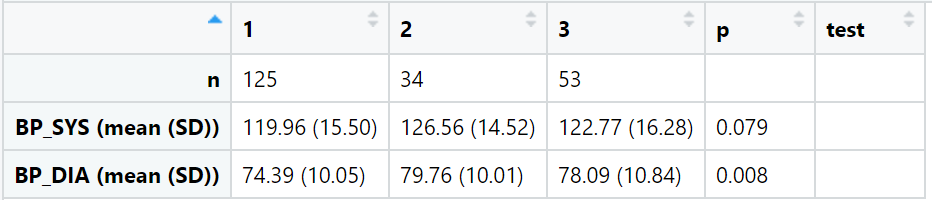 1 2 3 p test
n 125 34 53
BP_SYS (mean (SD)) 119.96 (15.50) 126.56 (14.52) 122.77 (16.28) 0.079
BP_DIA (mean (SD)) 74.39 (10.05) 79.76 (10.01) 78.09 (10.84) 0.008